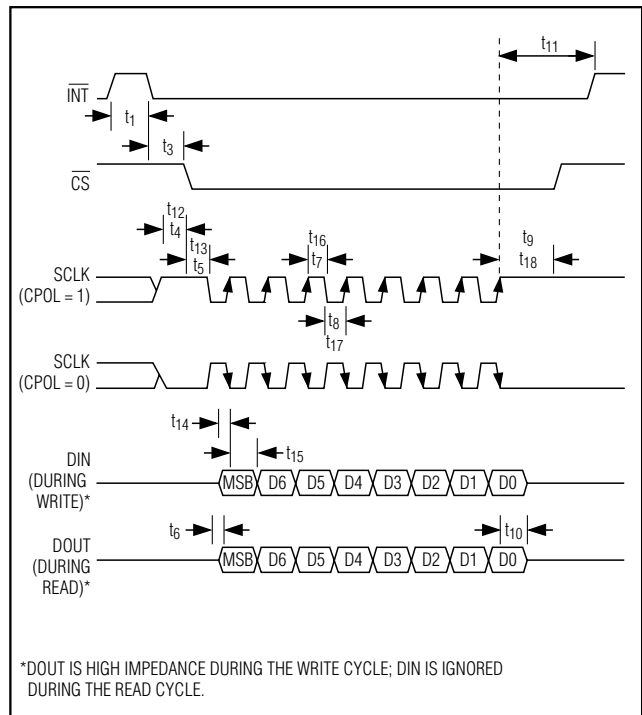 t11
INT
t1
t3
CS
t12
t4
t13
t5
t16
t7
t9
t18
SCLK
(CPOL = 1)
t8
t17
SCLK
(CPOL = 0)
t14
t15
DIN
(DURING
WRITE)*
MSB D6 D5 D4 D3 D2 D1 D0
t6
t10
DOUT
(DURING
READ)*
MSB D6 D5 D4 D3 D2 D1 D0
*DOUT IS HIGH IMPEDANCE DURING THE WRITE CYCLE; DIN IS IGNORED
DURING THE READ CYCLE.